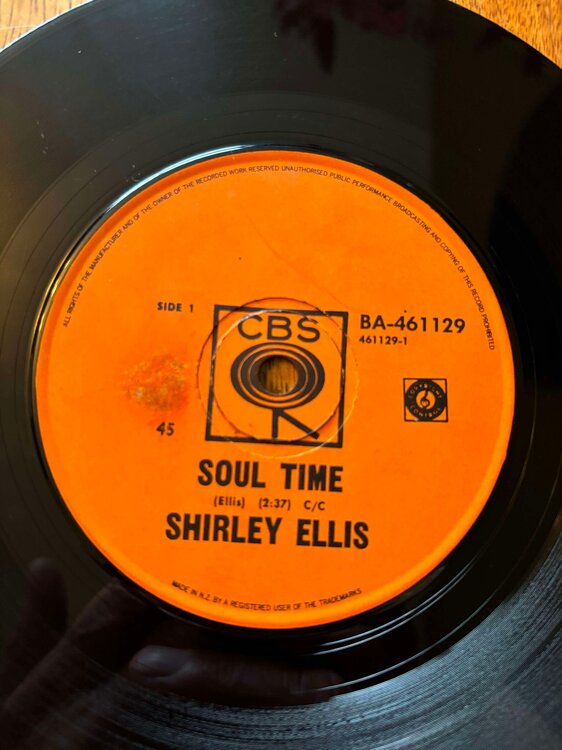 ALL RIGHTS OF THE MANUFACTURER AND OF THE OWNER OF THE RECORDED WORK RESERVED UNAUTHORISED PUBLIC PERFORMANCE BROADCASTING AND COPYING OF THIS RECORD PROHIBITED
SIDE 1
CBS
BA-461129
461129-1
COPYRIGHT
CONTROL
45
SOUL TIME
(Ellis) (2:37) C/C
SHIRLEY ELLIS
MADE IN N.Z. BY A REGISTERED USER OF THE TRADEMARKS